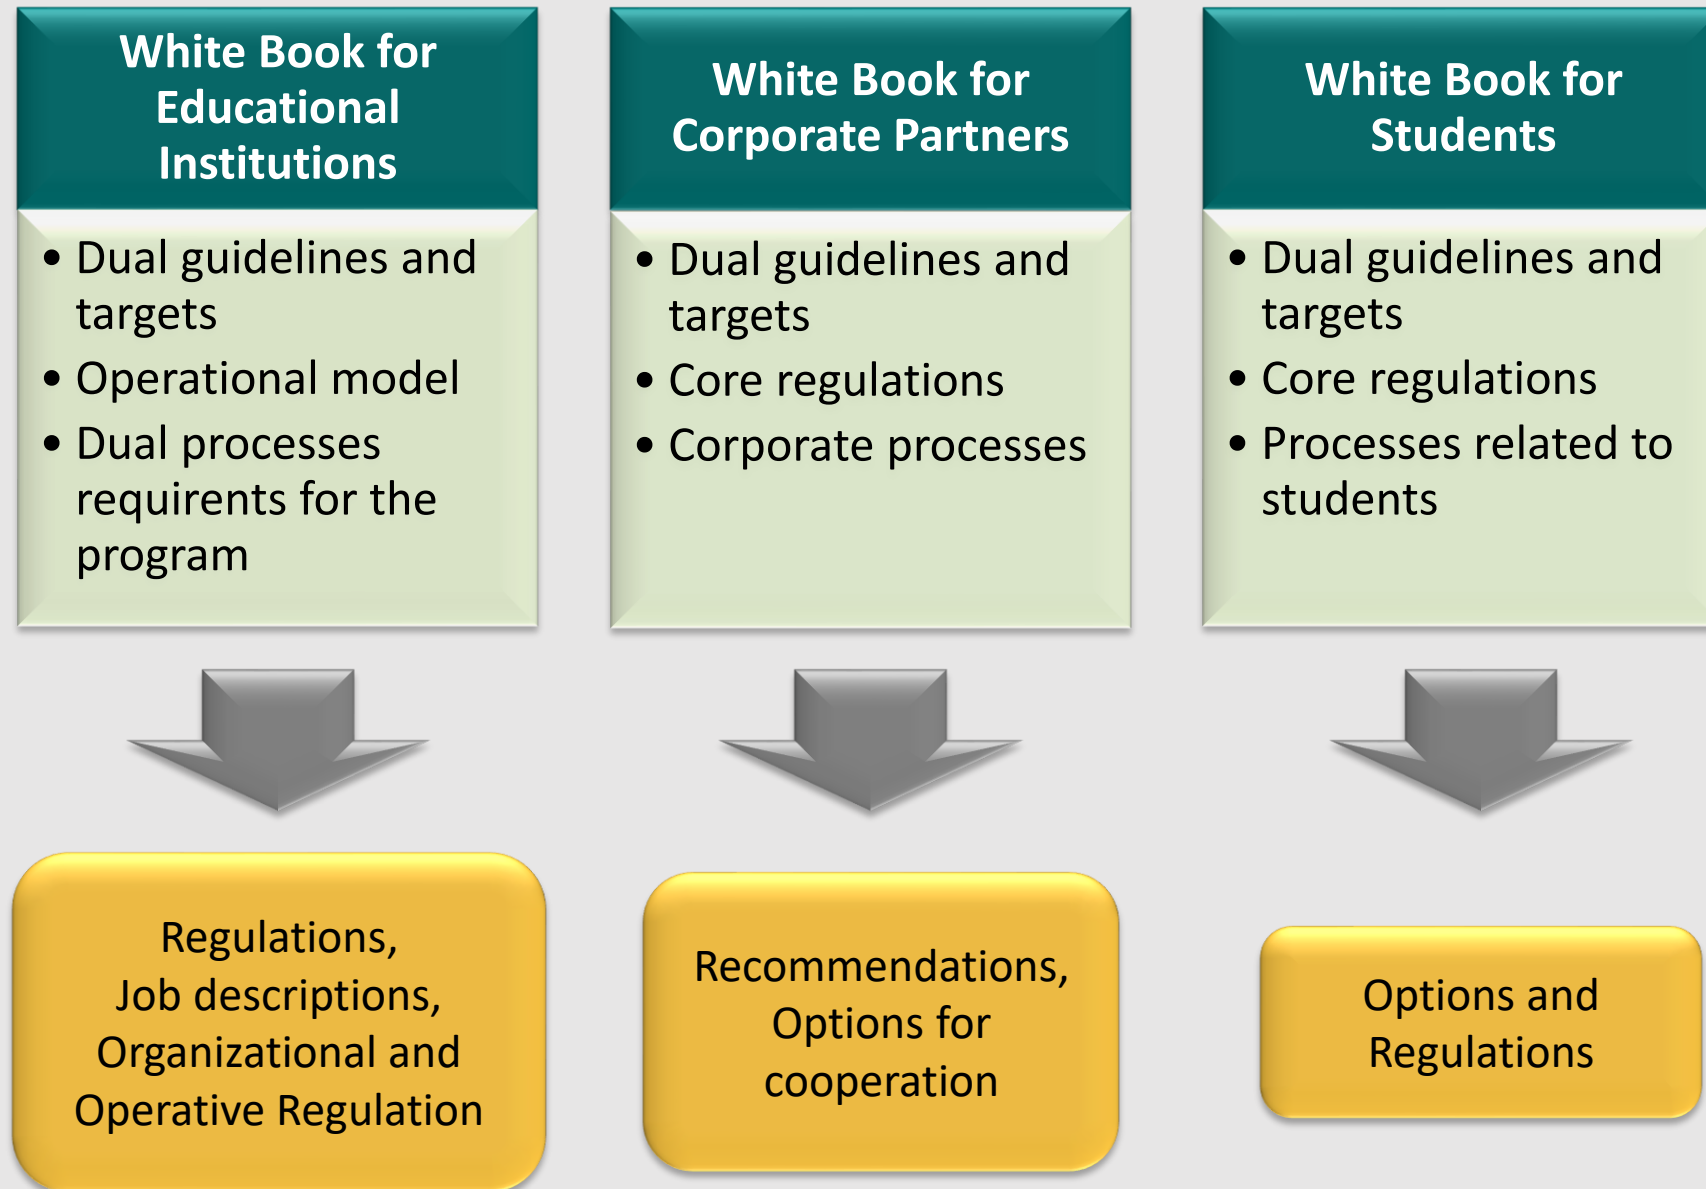 White Book for
Educational
Institutions
• Dual guidelines and
targets
• Operational model
• Dual processes
requirents for the
program
Regulations,
Job descriptions,
Organizational and
Operative Regulation
White Book for
Corporate Partners
• Dual guidelines and
targets
• Core regulations
• Corporate processes
Recommendations,
Options for
cooperation
White Book for
Students
• Dual guidelines and
targets
• Core regulations
• Processes related to
students
Options and
Regulations